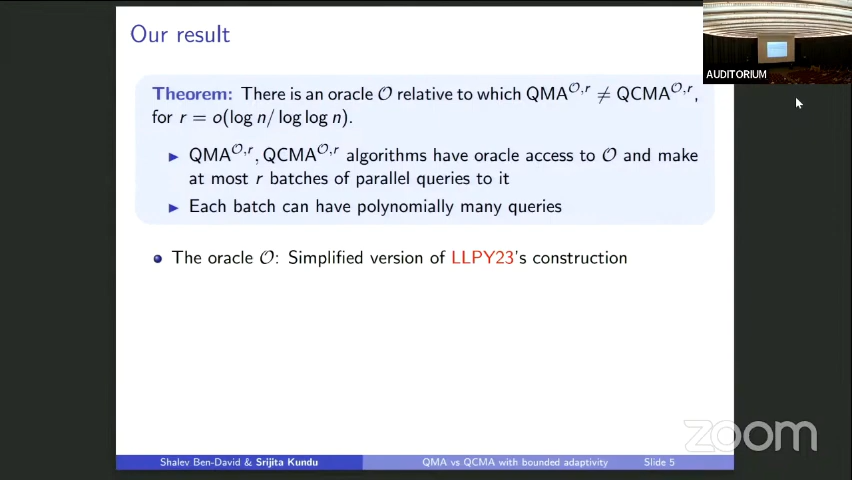 Our result
AUDITORIUM
Theorem: There is an oracle 𝒪 relative to which QMA^{𝒪,r} ≠ QCMA^{𝒪,r},
for r = o(log n/ log log n).
▶ QMA^{𝒪,r}, QCMA^{𝒪,r} algorithms have oracle access to 𝒪 and make
at most r batches of parallel queries to it
▶ Each batch can have polynomially many queries
• The oracle 𝒪: Simplified version of LLPY23's construction
zoom
Shalev Ben-David & Srijita Kundu QMA vs QCMA with bounded adaptivity Slide 5